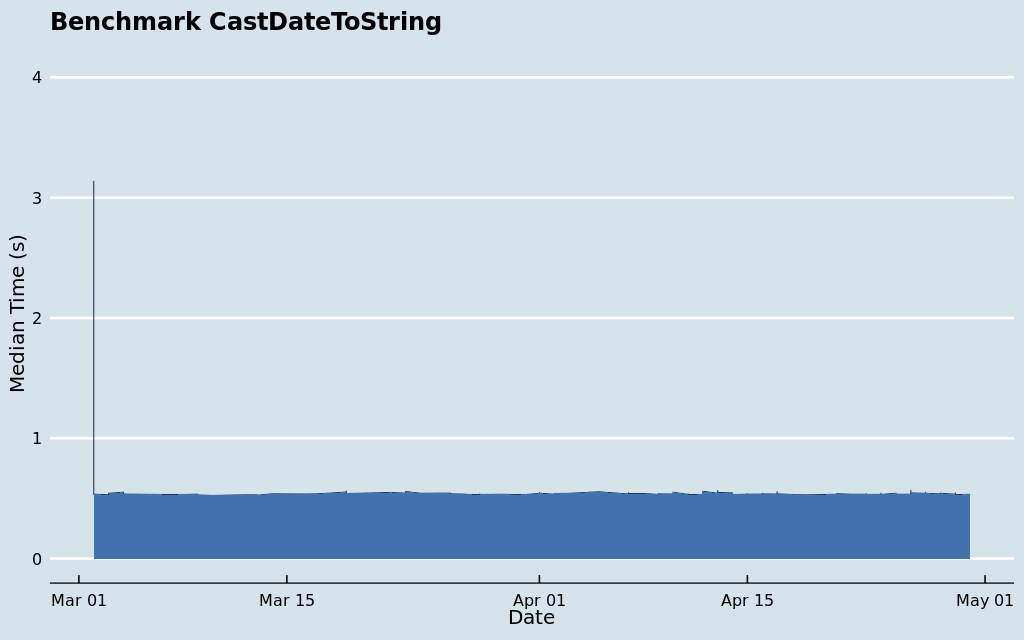 Benchmark CastDateToString
4
3
2
1
0
Median Time (s)
Mar 01
Mar 15
Apr 01
Apr 15
May 01
Date